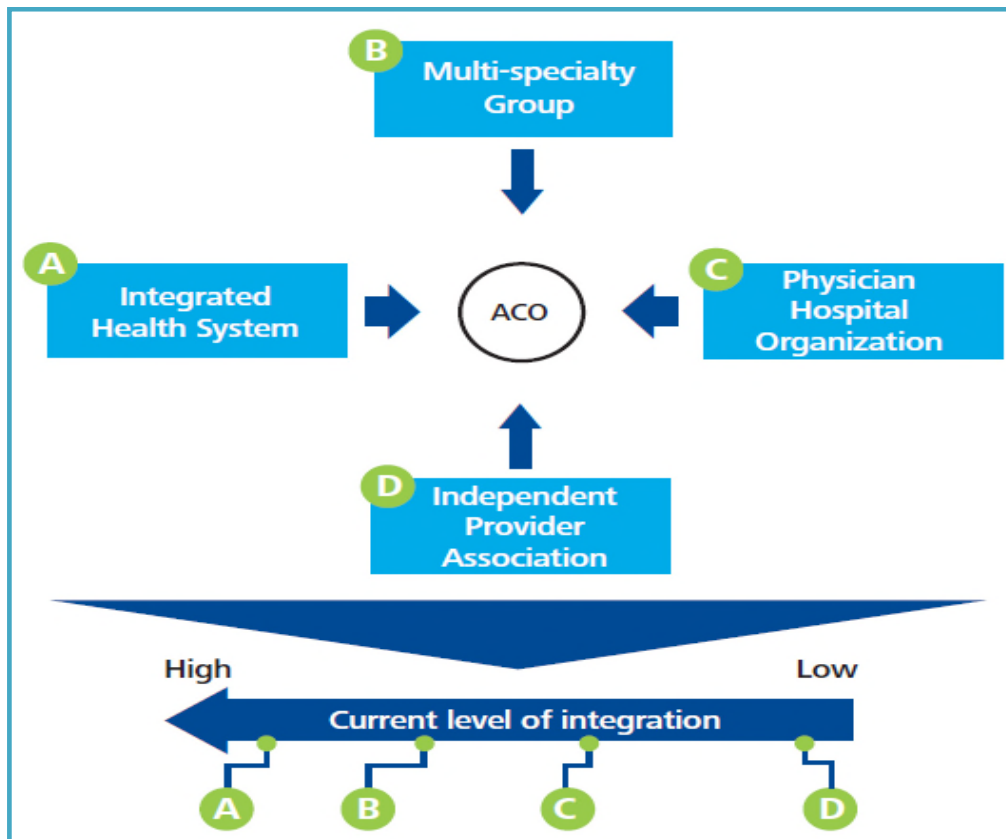 B
Multi-specialty
Group
A
Integrated
Health System
ACO
C
Physician
Hospital
Organization
D
Independent
Provider
Association
High
Low
Current level of integration
A
B
C
D